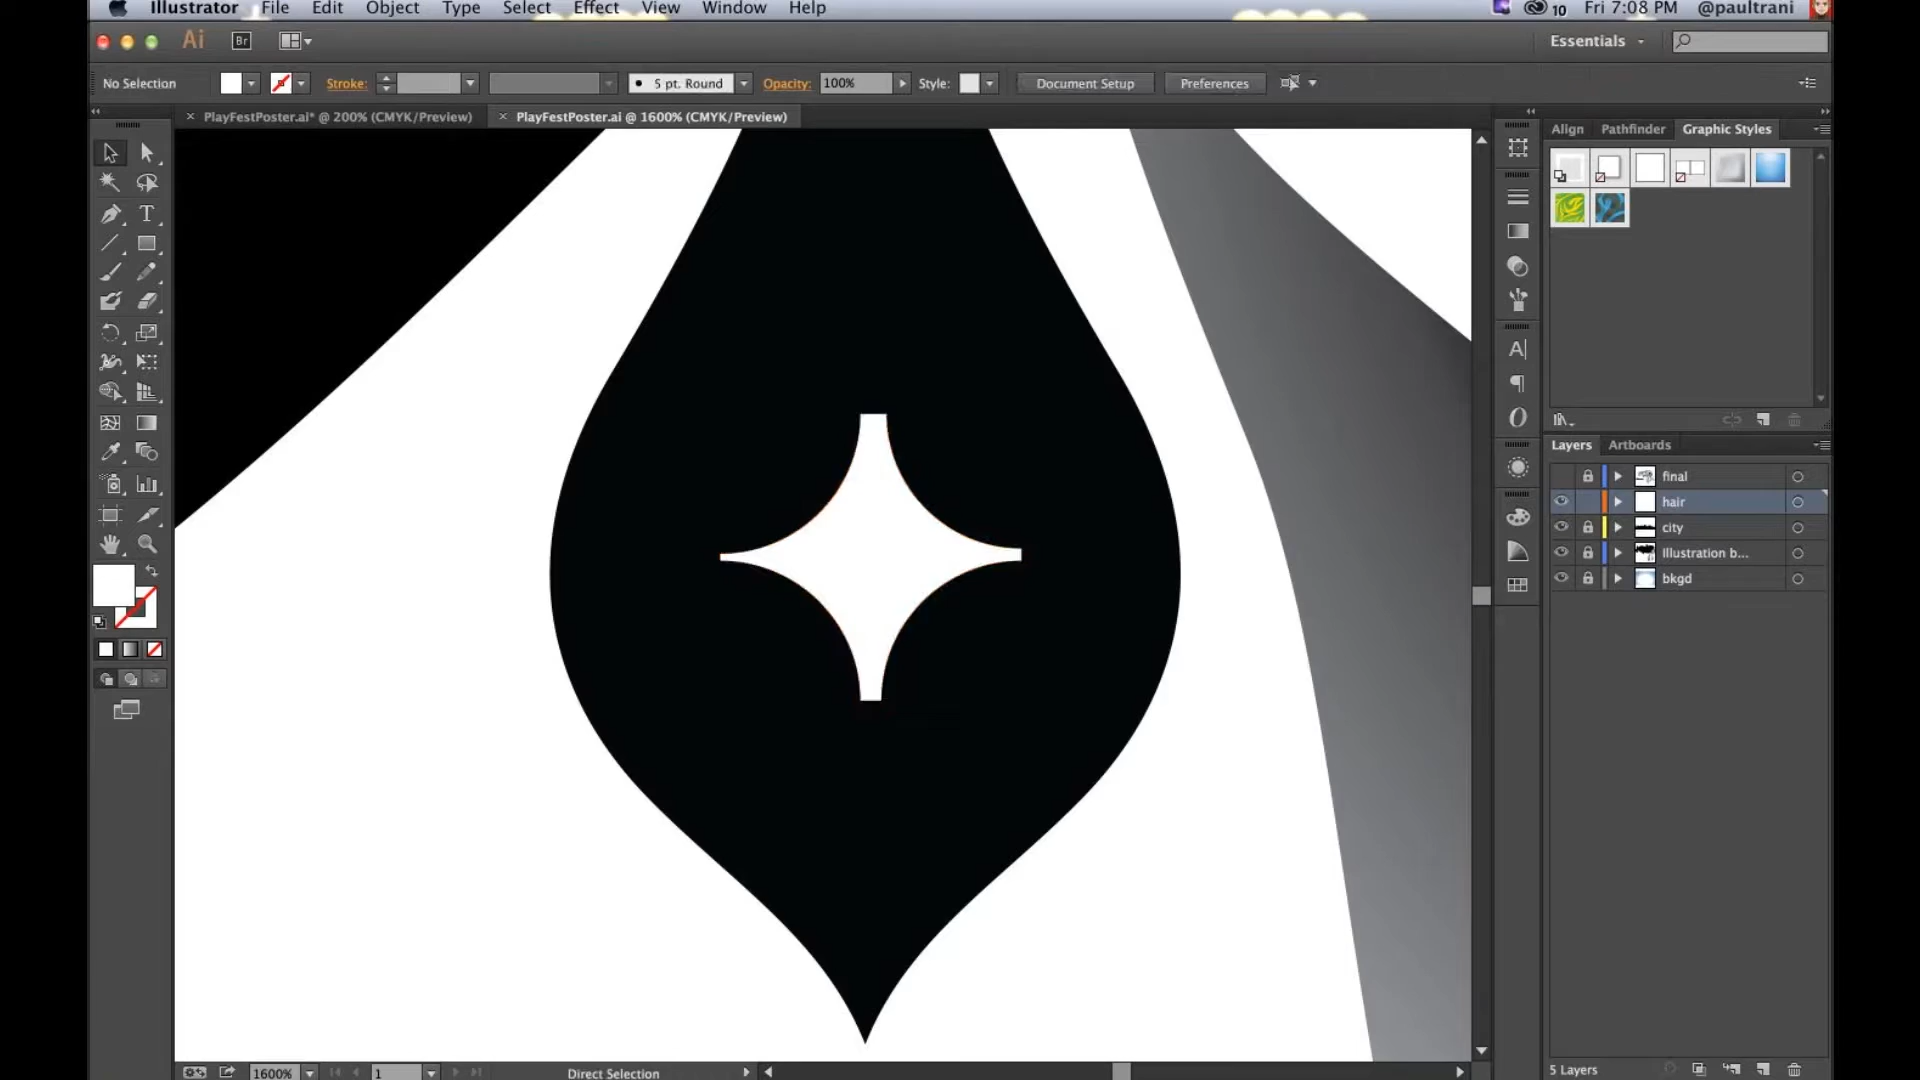 Illustrator File Edit Object Type Select Effect View Window Help 10 Fri 7:08 PM @paultrani
Ai Br Essentials
No Selection Stroke: 5 pt. Round Opacity: 100% Style: Document Setup Preferences
× PlayFestPoster.ai* @ 200% (CMYK/Preview) × PlayFestPoster.ai @ 1600% (CMYK/Preview)
Align Pathfinder Graphic Styles
Layers Artboards
final
hair
city
Illustration b...
bkgd
1600% 1 Direct Selection 5 Layers